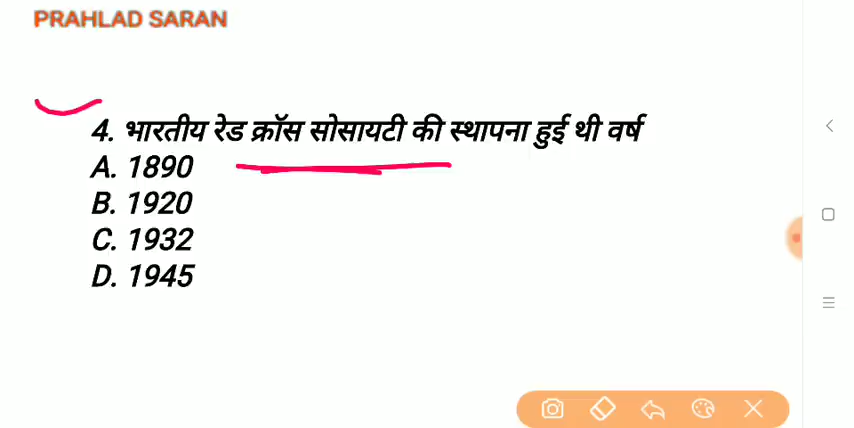 PRAHLAD SARAN
4. भारतीय रेड क्रॉस सोसायटी की स्थापना हुई थी वर्ष
A. 1890
B. 1920
C. 1932
D. 1945